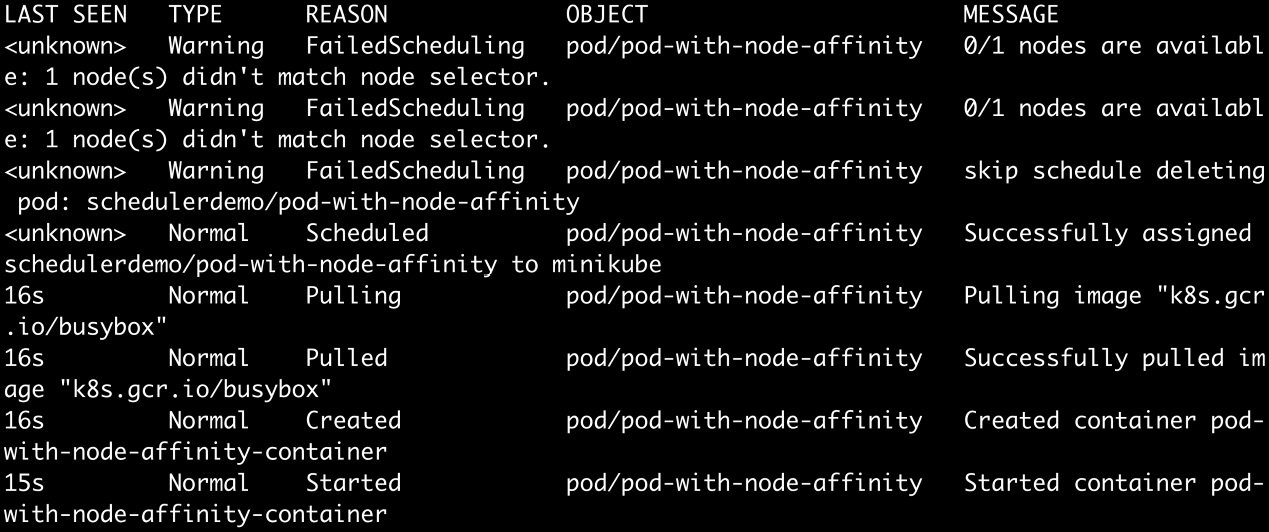 LAST SEEN   TYPE      REASON             OBJECT                       MESSAGE
<unknown>   Warning   FailedScheduling   pod/pod-with-node-affinity   0/1 nodes are availabl
e: 1 node(s) didn't match node selector.
<unknown>   Warning   FailedScheduling   pod/pod-with-node-affinity   0/1 nodes are availabl
e: 1 node(s) didn't match node selector.
<unknown>   Warning   FailedScheduling   pod/pod-with-node-affinity   skip schedule deleting
 pod: schedulerdemo/pod-with-node-affinity
<unknown>   Normal    Scheduled          pod/pod-with-node-affinity   Successfully assigned
schedulerdemo/pod-with-node-affinity to minikube
16s         Normal    Pulling            pod/pod-with-node-affinity   Pulling image "k8s.gcr
.io/busybox"
16s         Normal    Pulled             pod/pod-with-node-affinity   Successfully pulled im
age "k8s.gcr.io/busybox"
16s         Normal    Created            pod/pod-with-node-affinity   Created container pod-
with-node-affinity-container
15s         Normal    Started            pod/pod-with-node-affinity   Started container pod-
with-node-affinity-container